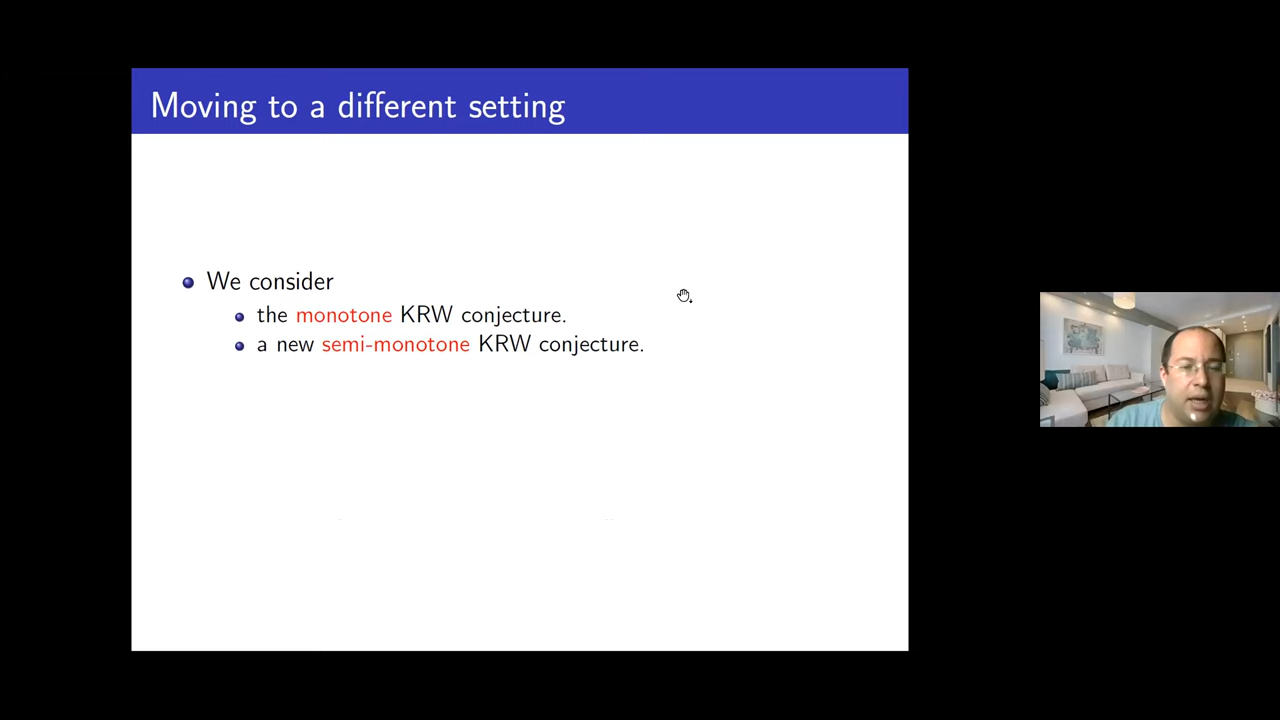 Moving to a different setting
We consider
the monotone KRW conjecture.
a new semi-monotone KRW conjecture.